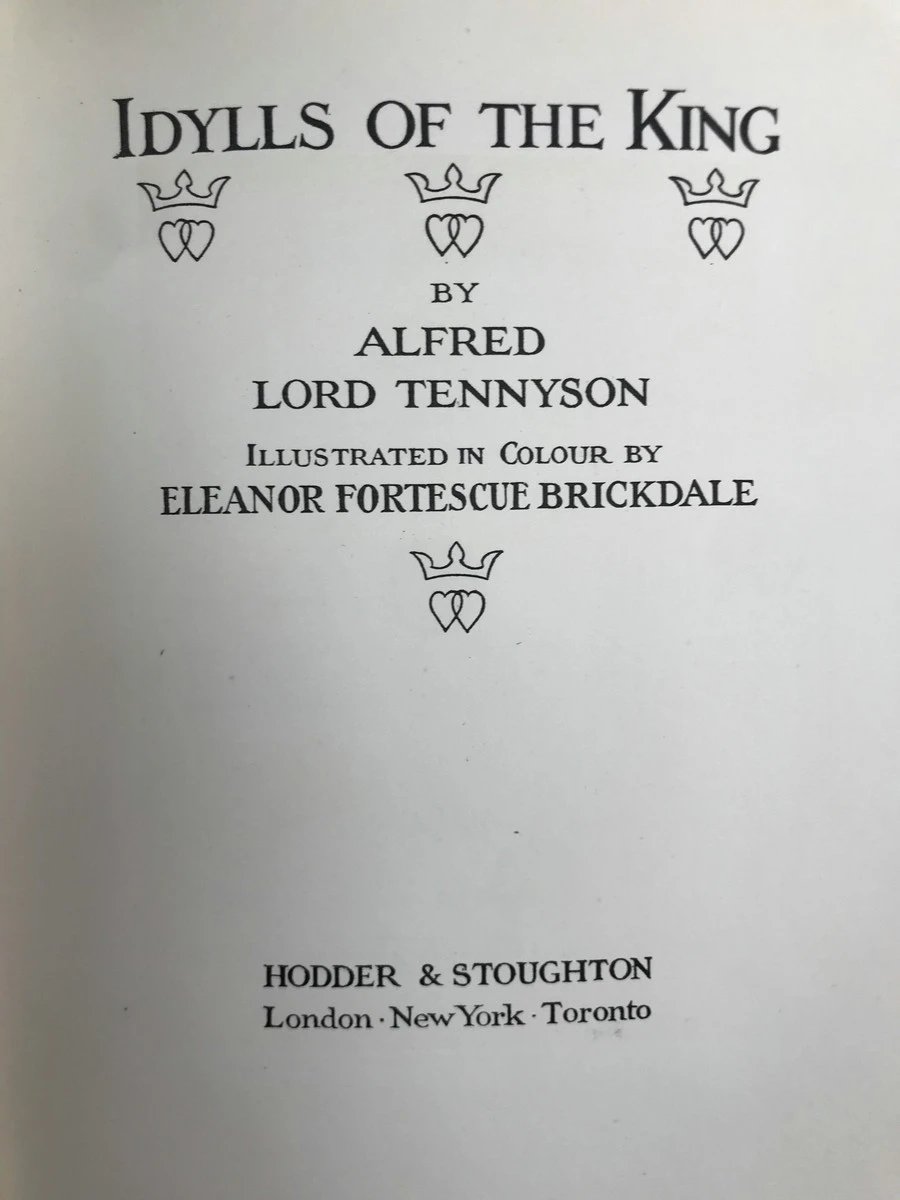 IDYLLS OF THE KING
BY
ALFRED
LORD TENNYSON
ILLUSTRATED IN COLOUR BY
ELEANOR FORTESCUE BRICKDALE
HODDER & STOUGHTON
London · New York · Toronto